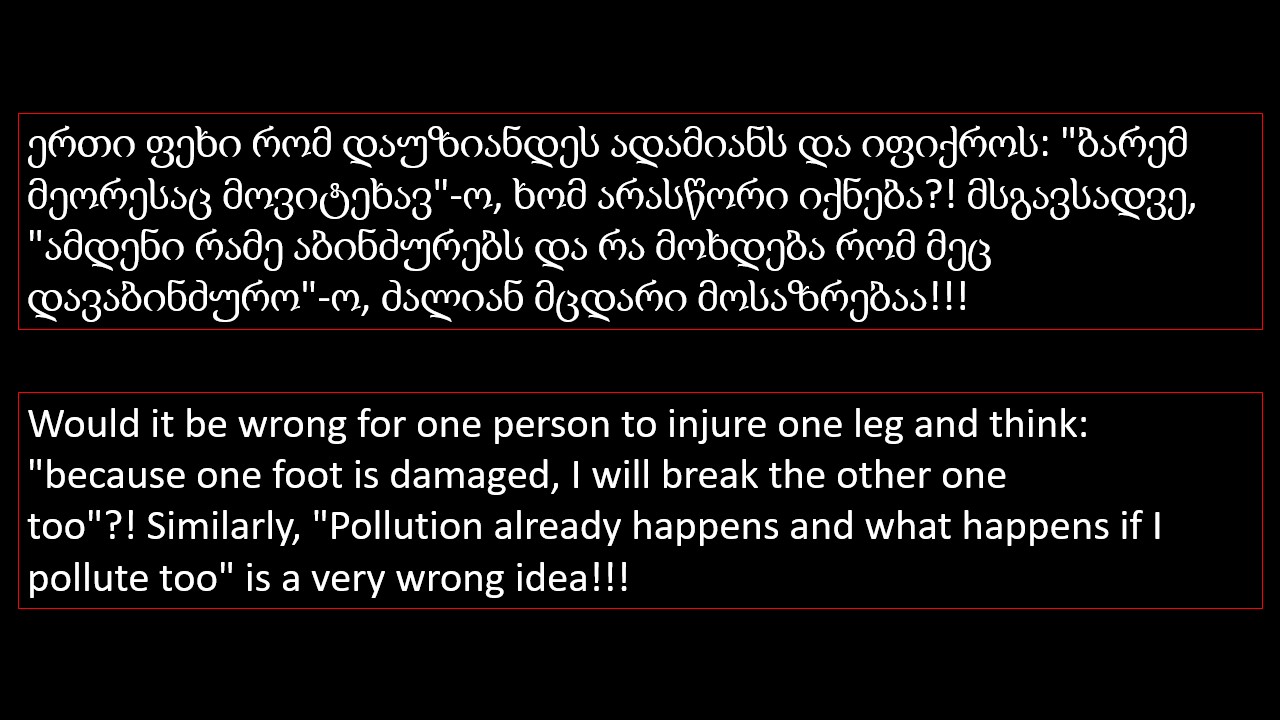 ერთი ფეხი რომ დაუზიანდეს ადამიანს და იფიქროს: "ბარემ
მეორესაც მოვიტეხავ"-ო, ხომ არასწორი იქნება?! მსგავსადვე,
"ამდენი რამე აბინძურებს და რა მოხდება რომ მეც
დავაბინძურო"-ო, ძალიან მცდარი მოსაზრებაა!!!
Would it be wrong for one person to injure one leg and think:
"because one foot is damaged, I will break the other one
too"?! Similarly, "Pollution already happens and what happens if I
pollute too" is a very wrong idea!!!